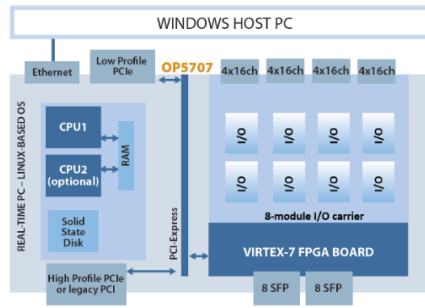 WINDOWS HOST PC
Ethernet
Low Profile
PCIe
OP5707
4x16ch
4x16ch
4x16ch
4x16ch
REAL-TIME PC – LINUX-BASED OS
CPU1
CPU2
(optional)
RAM
Solid
State
Disk
PCI-Express
I/O
I/O
I/O
I/O
I/O
I/O
I/O
I/O
8-module I/O carrier
VIRTEX-7 FPGA BOARD
High Profile PCIe
or legacy PCI
8 SFP
8 SFP